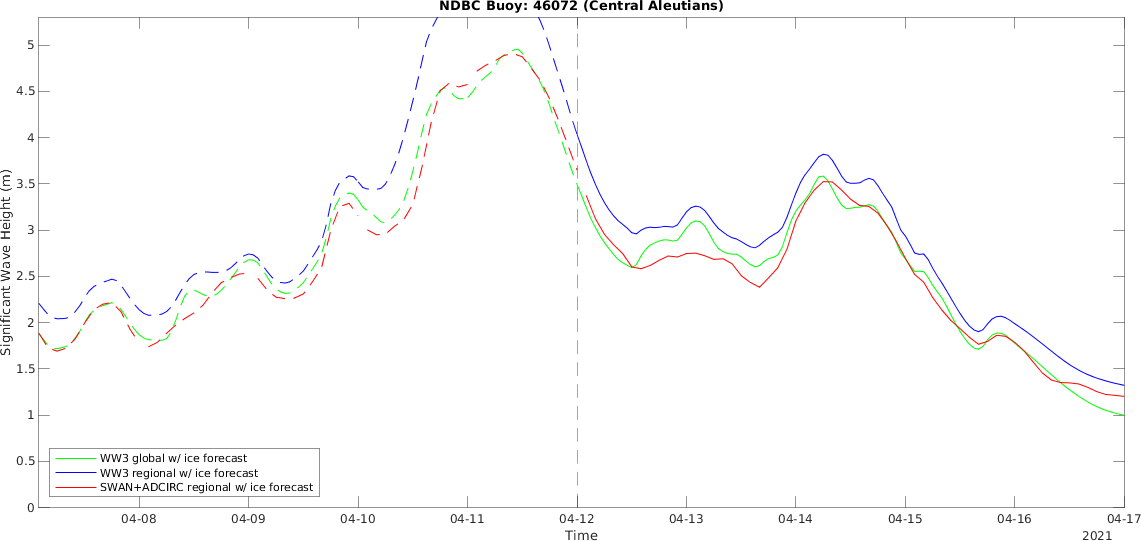 NDBC Buoy: 46072 (Central Aleutians)
Significant Wave Height (m)
5
4.5
4
3.5
3
2.5
2
1.5
1
0.5
0
WW3 global w/ ice forecast
WW3 regional w/ ice forecast
SWAN+ADCIRC regional w/ ice forecast
04-08 04-09 04-10 04-11 04-12 04-13 04-14 04-15 04-16 04-17
Time
2021